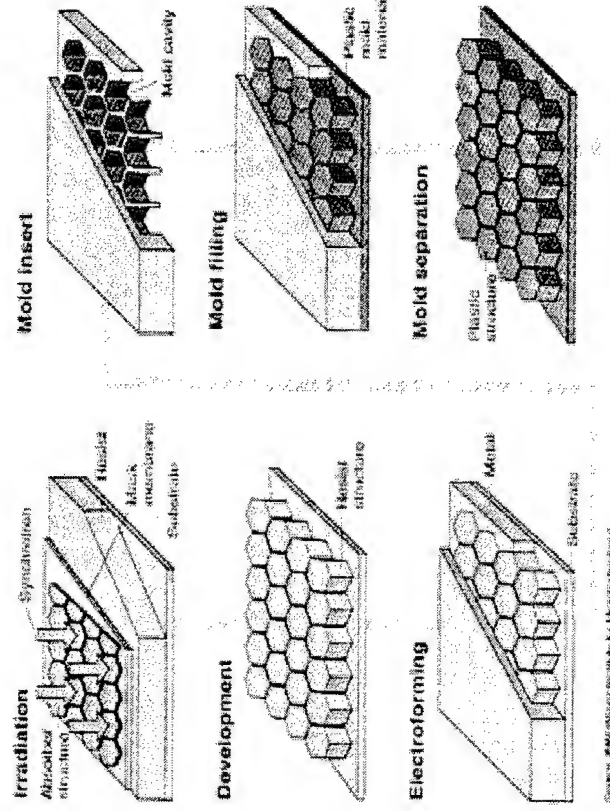 Irradiation
Absorber
structure
Synchrotron
Resist
Mask
membrane
Substrate
Development
Resist
structure
Electroforming
Metal
Substrate
Mold insert
Mold cavity
Mold filling
Plastic
mold
material
Mold separation
Plastic
structure